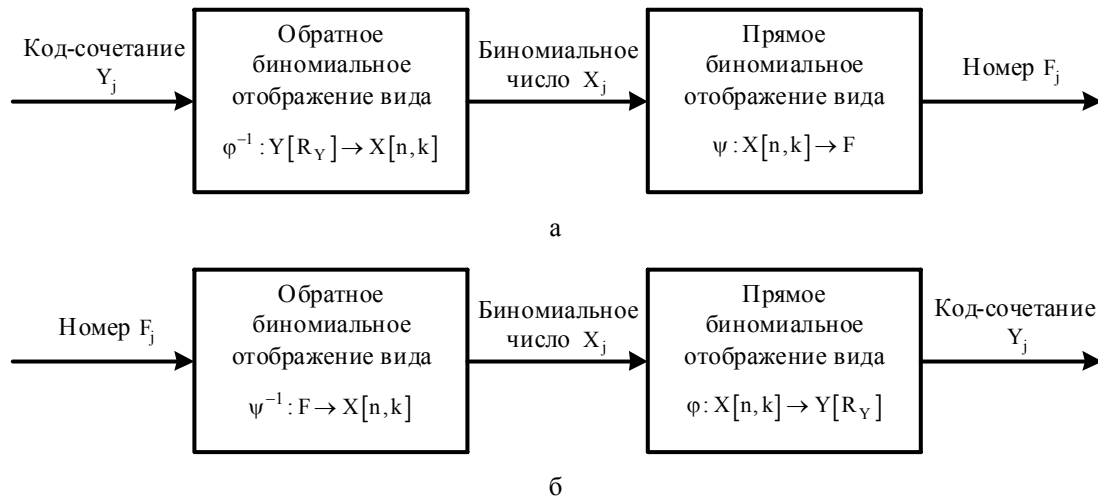 Код-сочетание
Y_j
Обратное
биномиальное
отображение вида
φ⁻¹ : Y[R_Y] → X[n, k]
Биномиальное
число X_j
Прямое
биномиальное
отображение вида
ψ : X[n, k] → F
Номер F_j
а
Номер F_j
Обратное
биномиальное
отображение вида
ψ⁻¹ : F → X[n, k]
Биномиальное
число X_j
Прямое
биномиальное
отображение вида
φ : X[n, k] → Y[R_Y]
Код-сочетание
Y_j
б